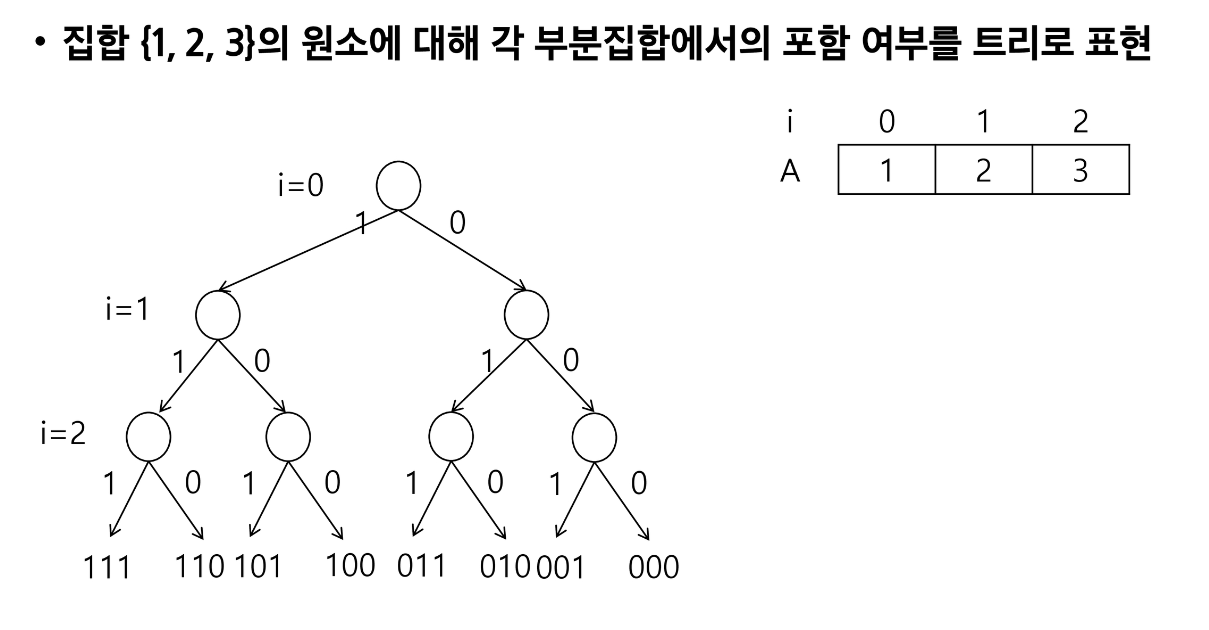 • 집합 {1, 2, 3}의 원소에 대해 각 부분집합에서의 포함 여부를 트리로 표현
i 0 1 2
A 1 2 3
i=0
1 0
i=1
1 0 1 0
i=2
1 0 1 0 1 0 1 0
111 110 101 100 011 010 001 000